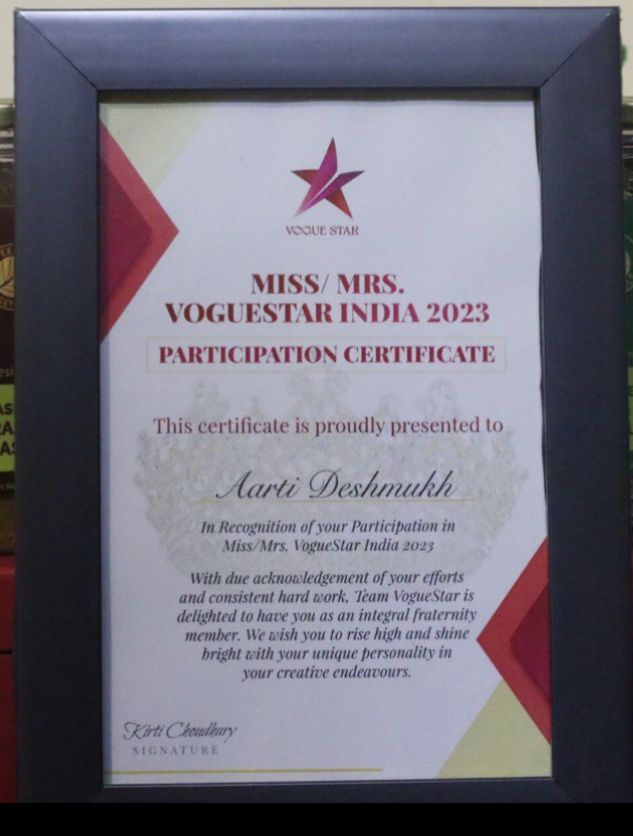 VOGUE STAR
MISS/ MRS.
VOGUESTAR INDIA 2023
PARTICIPATION CERTIFICATE
This certificate is proudly presented to
Aarti Deshmukh
In Recognition of your Participation in
Miss/Mrs. VogueStar India 2023
With due acknowledgement of your efforts
and consistent hard work, Team VogueStar is
delighted to have you as an integral fraternity
member. We wish you to rise high and shine
bright with your unique personality in
your creative endeavours.
Kirti Choudhary
SIGNATURE